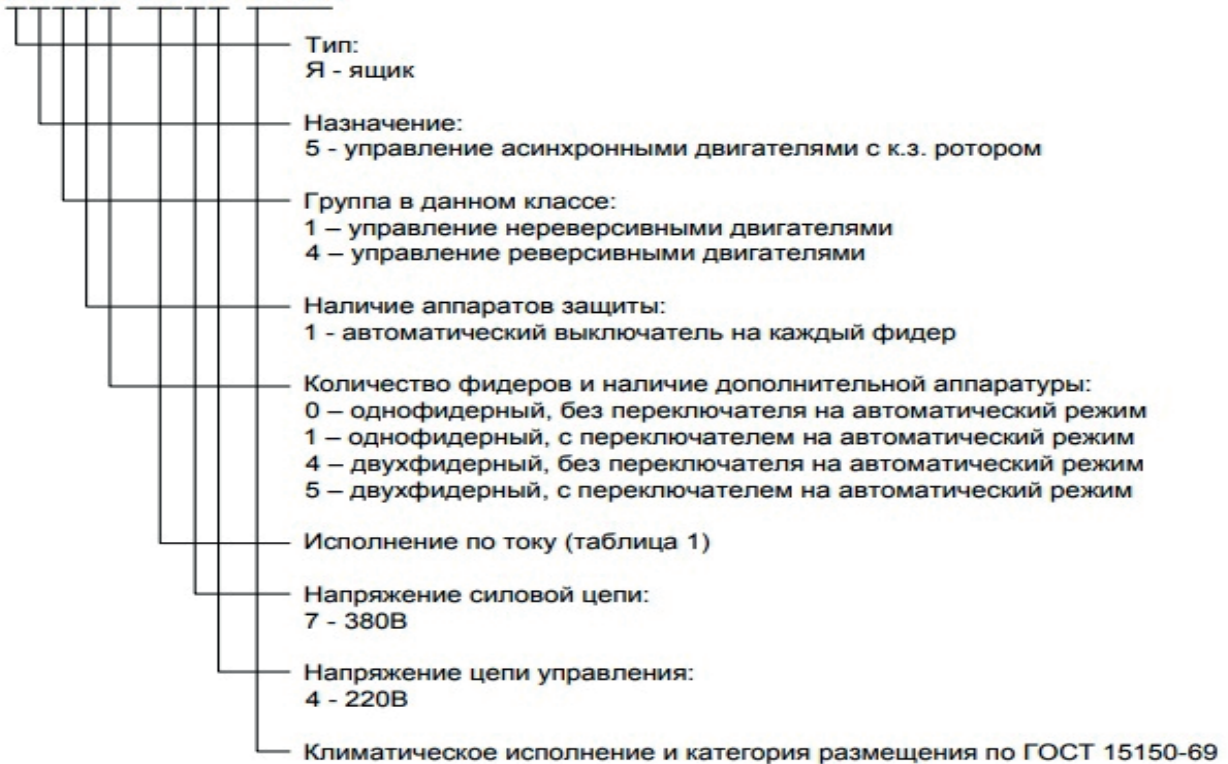 Тип:
Я - ящик
Назначение:
5 - управление асинхронными двигателями с к.з. ротором
Группа в данном классе:
1 – управление нереверсивными двигателями
4 – управление реверсивными двигателями
Наличие аппаратов защиты:
1 - автоматический выключатель на каждый фидер
Количество фидеров и наличие дополнительной аппаратуры:
0 – однофидерный, без переключателя на автоматический режим
1 – однофидерный, с переключателем на автоматический режим
4 – двухфидерный, без переключателя на автоматический режим
5 – двухфидерный, с переключателем на автоматический режим
Исполнение по току (таблица 1)
Напряжение силовой цепи:
7 - 380В
Напряжение цепи управления:
4 - 220В
Климатическое исполнение и категория размещения по ГОСТ 15150-69